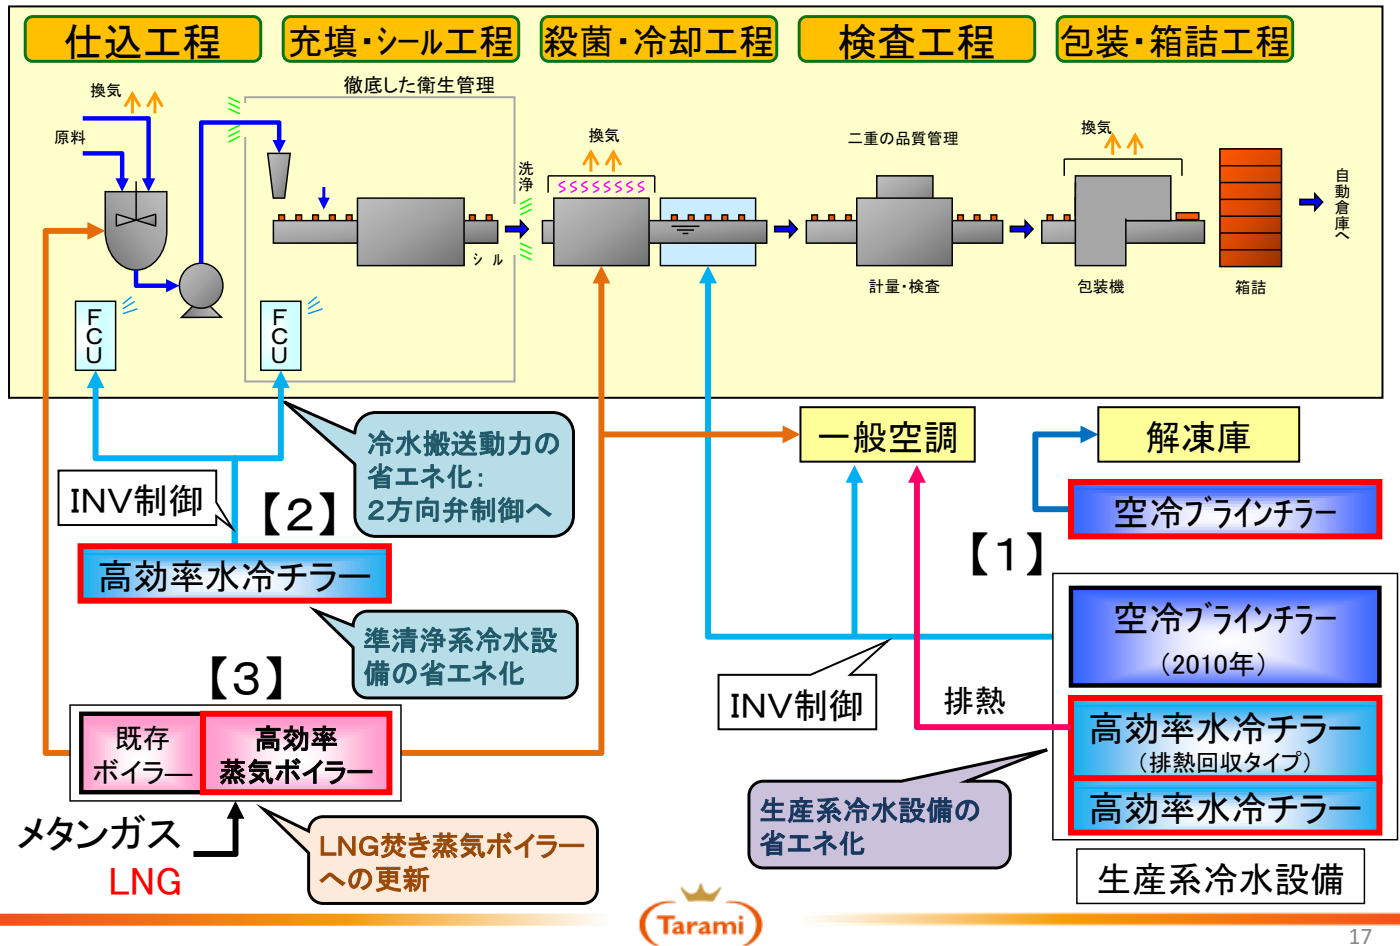 仕込工程
充填・シール工程
殺菌・冷却工程
検査工程
包装・箱詰工程
徹底した衛生管理
換気
原料
洗浄
換気
二重の品質管理
換気
自動倉庫へ
シ ル
計量・検査
包装機
箱詰
FCU
FCU
冷水搬送動力の
省エネ化:
2方向弁制御へ
一般空調
解凍庫
INV制御
【2】
空冷ブラインチラー
【1】
高効率水冷チラー
準清浄系冷水設
備の省エネ化
空冷ブラインチラー
(2010年)
【3】
INV制御
排熱
既存
ボイラ―
高効率
蒸気ボイラー
高効率水冷チラー
(排熱回収タイプ)
高効率水冷チラー
メタンガス
LNG
LNG焚き蒸気ボイラー
への更新
生産系冷水設備の
省エネ化
生産系冷水設備
Tarami
17